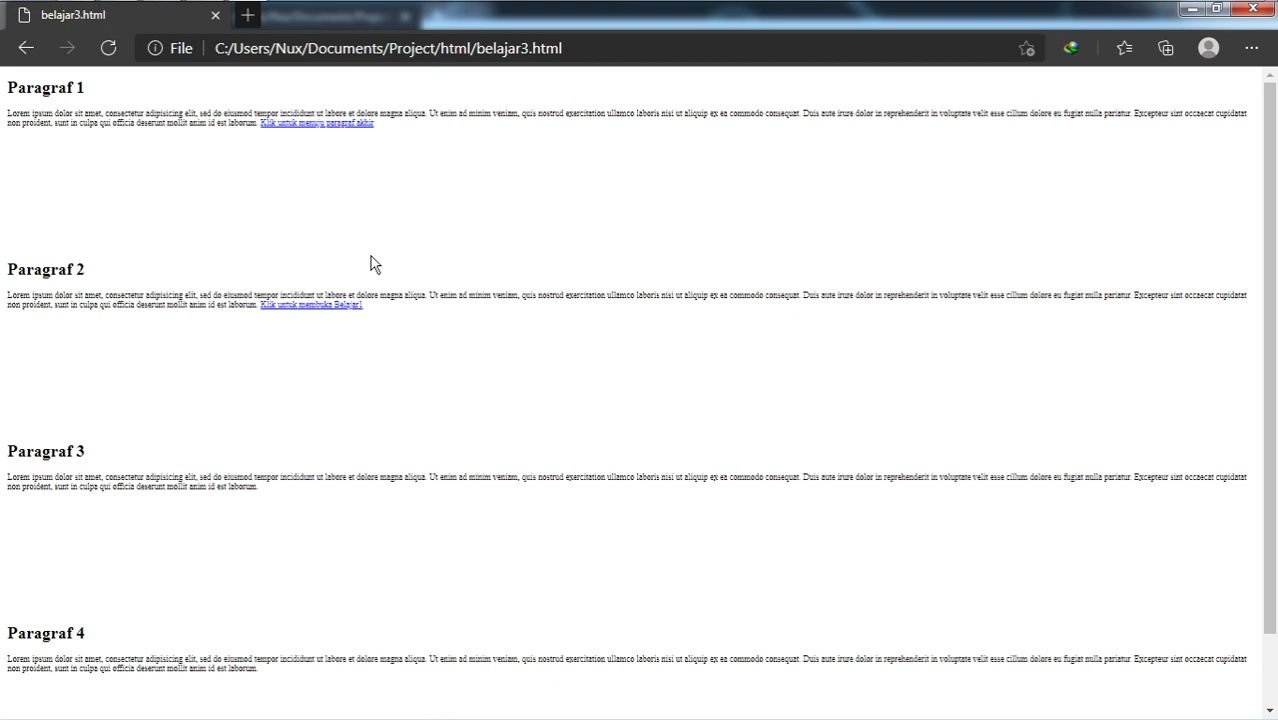 belajar3.html
File
C:/Users/Nux/Documents/Project/html/belajar3.html
Paragraf 1
Lorem ipsum dolor sit amet, consectetur adipisicing elit, sed do eiusmod tempor incididunt ut labore et dolore magna aliqua. Ut enim ad minim veniam, quis nostrud exercitation ullamco laboris nisi ut aliquip ex ea commodo consequat. Duis aute irure dolor in reprehenderit in voluptate velit esse cillum dolore eu fugiat nulla pariatur. Excepteur sint occaecat cupidatat
non proident, sunt in culpa qui officia deserunt mollit anim id est laborum. Klik untuk menuju paragraf akhir
Paragraf 2
Lorem ipsum dolor sit amet, consectetur adipisicing elit, sed do eiusmod tempor incididunt ut labore et dolore magna aliqua. Ut enim ad minim veniam, quis nostrud exercitation ullamco laboris nisi ut aliquip ex ea commodo consequat. Duis aute irure dolor in reprehenderit in voluptate velit esse cillum dolore eu fugiat nulla pariatur. Excepteur sint occaecat cupidatat
non proident, sunt in culpa qui officia deserunt mollit anim id est laborum. Klik untuk membuka Belajar1
Paragraf 3
Lorem ipsum dolor sit amet, consectetur adipisicing elit, sed do eiusmod tempor incididunt ut labore et dolore magna aliqua. Ut enim ad minim veniam, quis nostrud exercitation ullamco laboris nisi ut aliquip ex ea commodo consequat. Duis aute irure dolor in reprehenderit in voluptate velit esse cillum dolore eu fugiat nulla pariatur. Excepteur sint occaecat cupidatat
non proident, sunt in culpa qui officia deserunt mollit anim id est laborum.
Paragraf 4
Lorem ipsum dolor sit amet, consectetur adipisicing elit, sed do eiusmod tempor incididunt ut labore et dolore magna aliqua. Ut enim ad minim veniam, quis nostrud exercitation ullamco laboris nisi ut aliquip ex ea commodo consequat. Duis aute irure dolor in reprehenderit in voluptate velit esse cillum dolore eu fugiat nulla pariatur. Excepteur sint occaecat cupidatat
non proident, sunt in culpa qui officia deserunt mollit anim id est laborum.